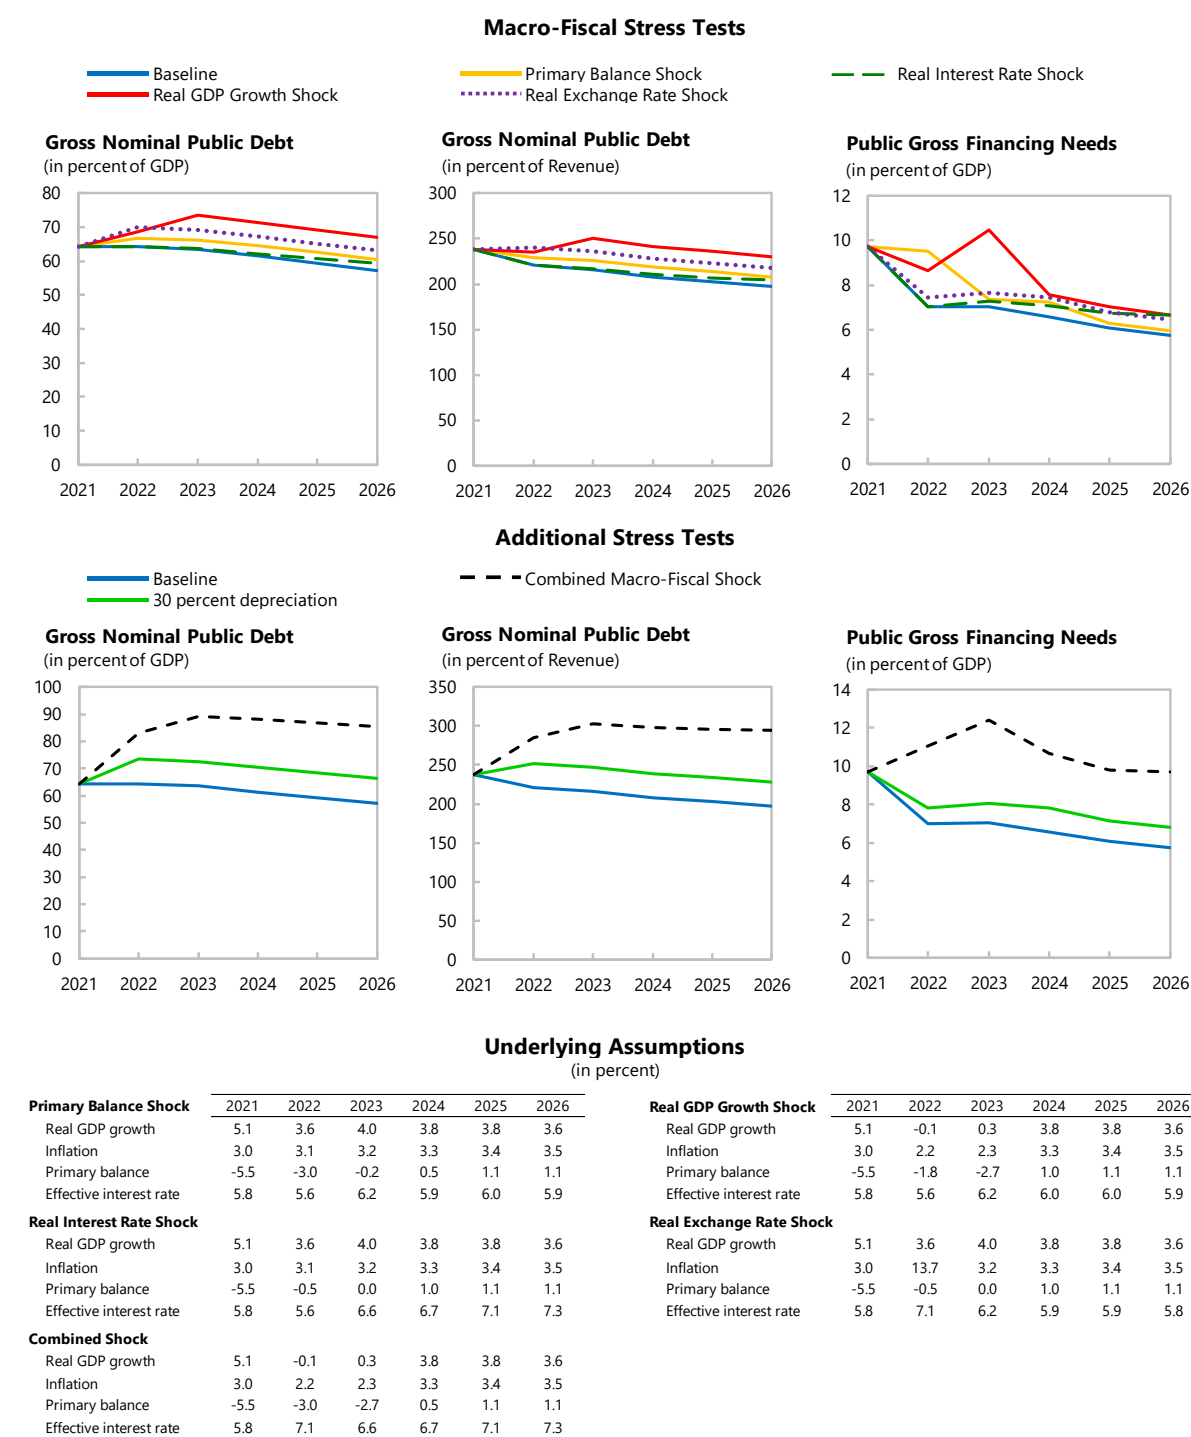 Macro-Fiscal Stress Tests
Baseline
Primary Balance Shock
Real Interest Rate Shock
Real GDP Growth Shock
Real Exchange Rate Shock
Gross Nominal Public Debt
(in percent of GDP)
80
70
60
50
40
30
20
10
0
2021 2022 2023 2024 2025 2026
Gross Nominal Public Debt
(in percent of Revenue)
300
250
200
150
100
50
0
2021 2022 2023 2024 2025 2026
Public Gross Financing Needs
(in percent of GDP)
12
10
8
6
4
2
0
2021 2022 2023 2024 2025 2026
Additional Stress Tests
Baseline
Combined Macro-Fiscal Shock
30 percent depreciation
Gross Nominal Public Debt
(in percent of GDP)
100
90
80
70
60
50
40
30
20
10
0
2021 2022 2023 2024 2025 2026
Gross Nominal Public Debt
(in percent of Revenue)
350
300
250
200
150
100
50
0
2021 2022 2023 2024 2025 2026
Public Gross Financing Needs
(in percent of GDP)
14
12
10
8
6
4
2
0
2021 2022 2023 2024 2025 2026
Underlying Assumptions
(in percent)
Primary Balance Shock 2021 2022 2023 2024 2025 2026
Real GDP growth 5.1 3.6 4.0 3.8 3.8 3.6
Inflation 3.0 3.1 3.2 3.3 3.4 3.5
Primary balance -5.5 -3.0 -0.2 0.5 1.1 1.1
Effective interest rate 5.8 5.6 6.2 5.9 6.0 5.9
Real Interest Rate Shock
Real GDP growth 5.1 3.6 4.0 3.8 3.8 3.6
Inflation 3.0 3.1 3.2 3.3 3.4 3.5
Primary balance -5.5 -0.5 0.0 1.0 1.1 1.1
Effective interest rate 5.8 5.6 6.6 6.7 7.1 7.3
Combined Shock
Real GDP growth 5.1 -0.1 0.3 3.8 3.8 3.6
Inflation 3.0 2.2 2.3 3.3 3.4 3.5
Primary balance -5.5 -3.0 -2.7 0.5 1.1 1.1
Effective interest rate 5.8 7.1 6.6 6.7 7.1 7.3
Real GDP Growth Shock 2021 2022 2023 2024 2025 2026
Real GDP growth 5.1 -0.1 0.3 3.8 3.8 3.6
Inflation 3.0 2.2 2.3 3.3 3.4 3.5
Primary balance -5.5 -1.8 -2.7 1.0 1.1 1.1
Effective interest rate 5.8 5.6 6.2 6.0 6.0 5.9
Real Exchange Rate Shock
Real GDP growth 5.1 3.6 4.0 3.8 3.8 3.6
Inflation 3.0 13.7 3.2 3.3 3.4 3.5
Primary balance -5.5 -0.5 0.0 1.0 1.1 1.1
Effective interest rate 5.8 7.1 6.2 5.9 5.9 5.8